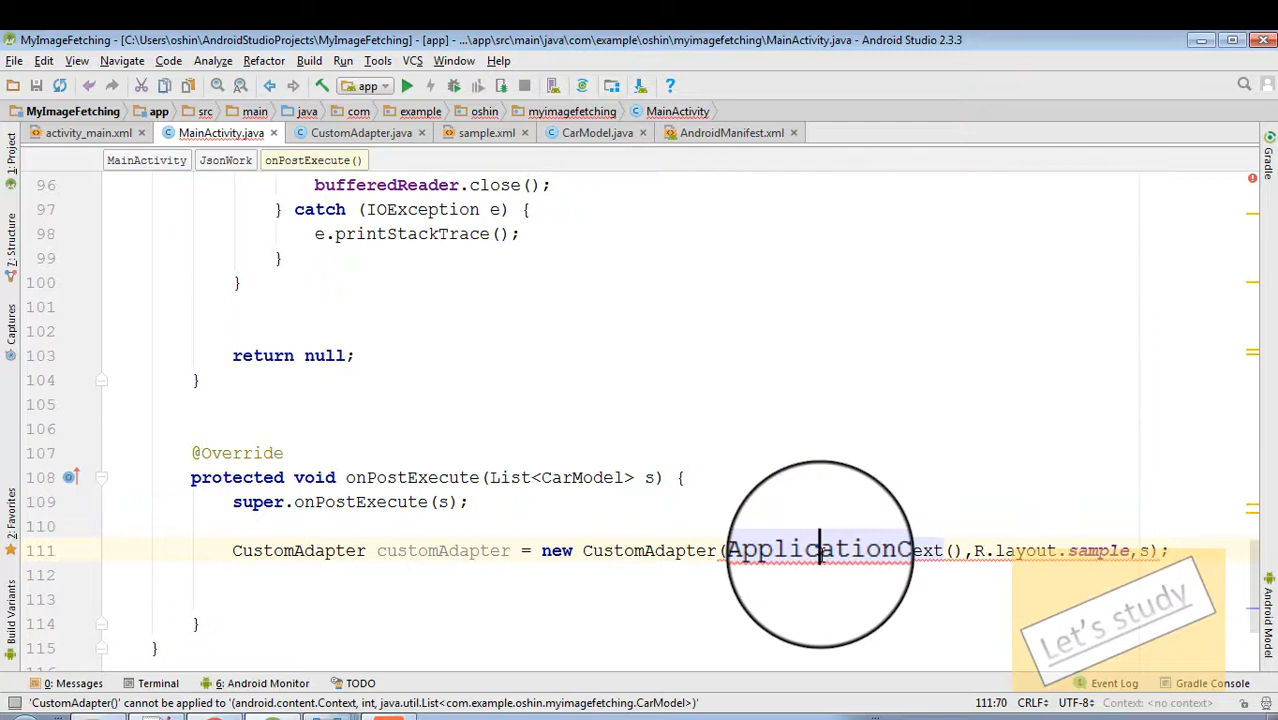 MyImageFetching - [C:\Users\oshin\AndroidStudioProjects\MyImageFetching] - [app] - ...\app\src\main\java\com\example\oshin\myimagefetching\MainActivity.java - Android Studio 2.3.3
File Edit View Navigate Code Analyze Refactor Build Run Tools VCS Window Help
app
MyImageFetching app src main java com example oshin myimagefetching MainActivity
activity_main.xml MainActivity.java CustomAdapter.java sample.xml CarModel.java AndroidManifest.xml
MainActivity JsonWork onPostExecute()
1: Project
7: Structure
Captures
2: Favorites
Build Variants
96 bufferedReader.close();
97 } catch (IOException e) {
98 e.printStackTrace();
99 }
100 }
101
102
103 return null;
104 }
105
106
107 @Override
108 protected void onPostExecute(List<CarModel> s) {
109 super.onPostExecute(s);
110
111 CustomAdapter customAdapter = new CustomAdapter(ApplicationCext(),R.layout.sample,s);
112
113
114 }
115 }
Gradle
Android Model
Let's study
0: Messages Terminal 6: Android Monitor TODO Event Log Gradle Console
'CustomAdapter()' cannot be applied to '(android.content.Context, int, java.util.List<com.example.oshin.myimagefetching.CarModel>)' 111:70 CRLF÷ UTF-8÷ Context: <no context>